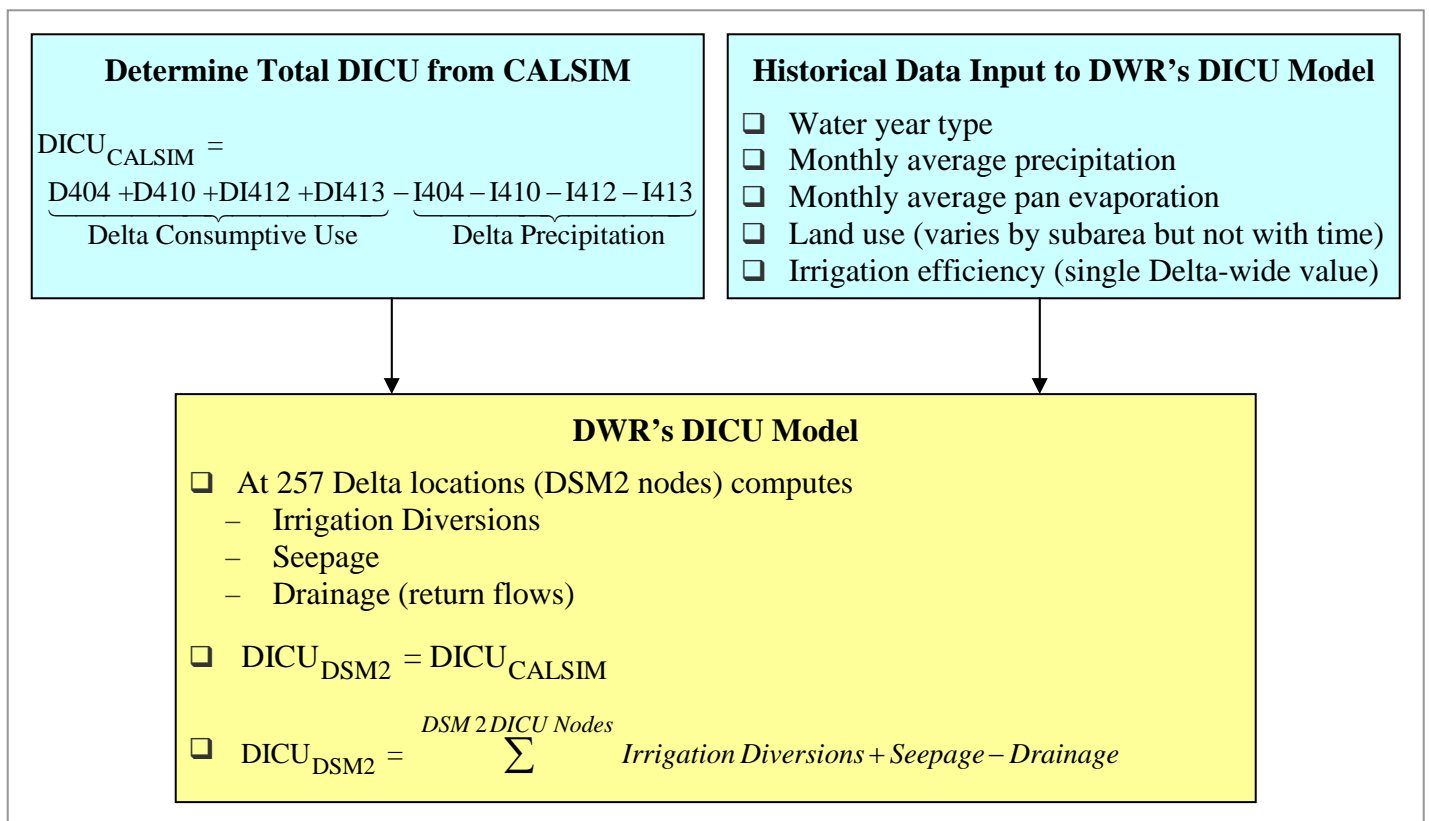 Determine Total DICU from CALSIM
DICU_CALSIM =
D404 +D410 +DI412 +DI413 − I404 − I410 − I412 − I413
Delta Consumptive Use Delta Precipitation
Historical Data Input to DWR’s DICU Model
❑ Water year type
❑ Monthly average precipitation
❑ Monthly average pan evaporation
❑ Land use (varies by subarea but not with time)
❑ Irrigation efficiency (single Delta-wide value)
DWR’s DICU Model
❑ At 257 Delta locations (DSM2 nodes) computes
– Irrigation Diversions
– Seepage
– Drainage (return flows)
❑ DICU_DSM2 = DICU_CALSIM
DSM 2 DICU Nodes
❑ DICU_DSM2 = ∑ Irrigation Diversions + Seepage − Drainage